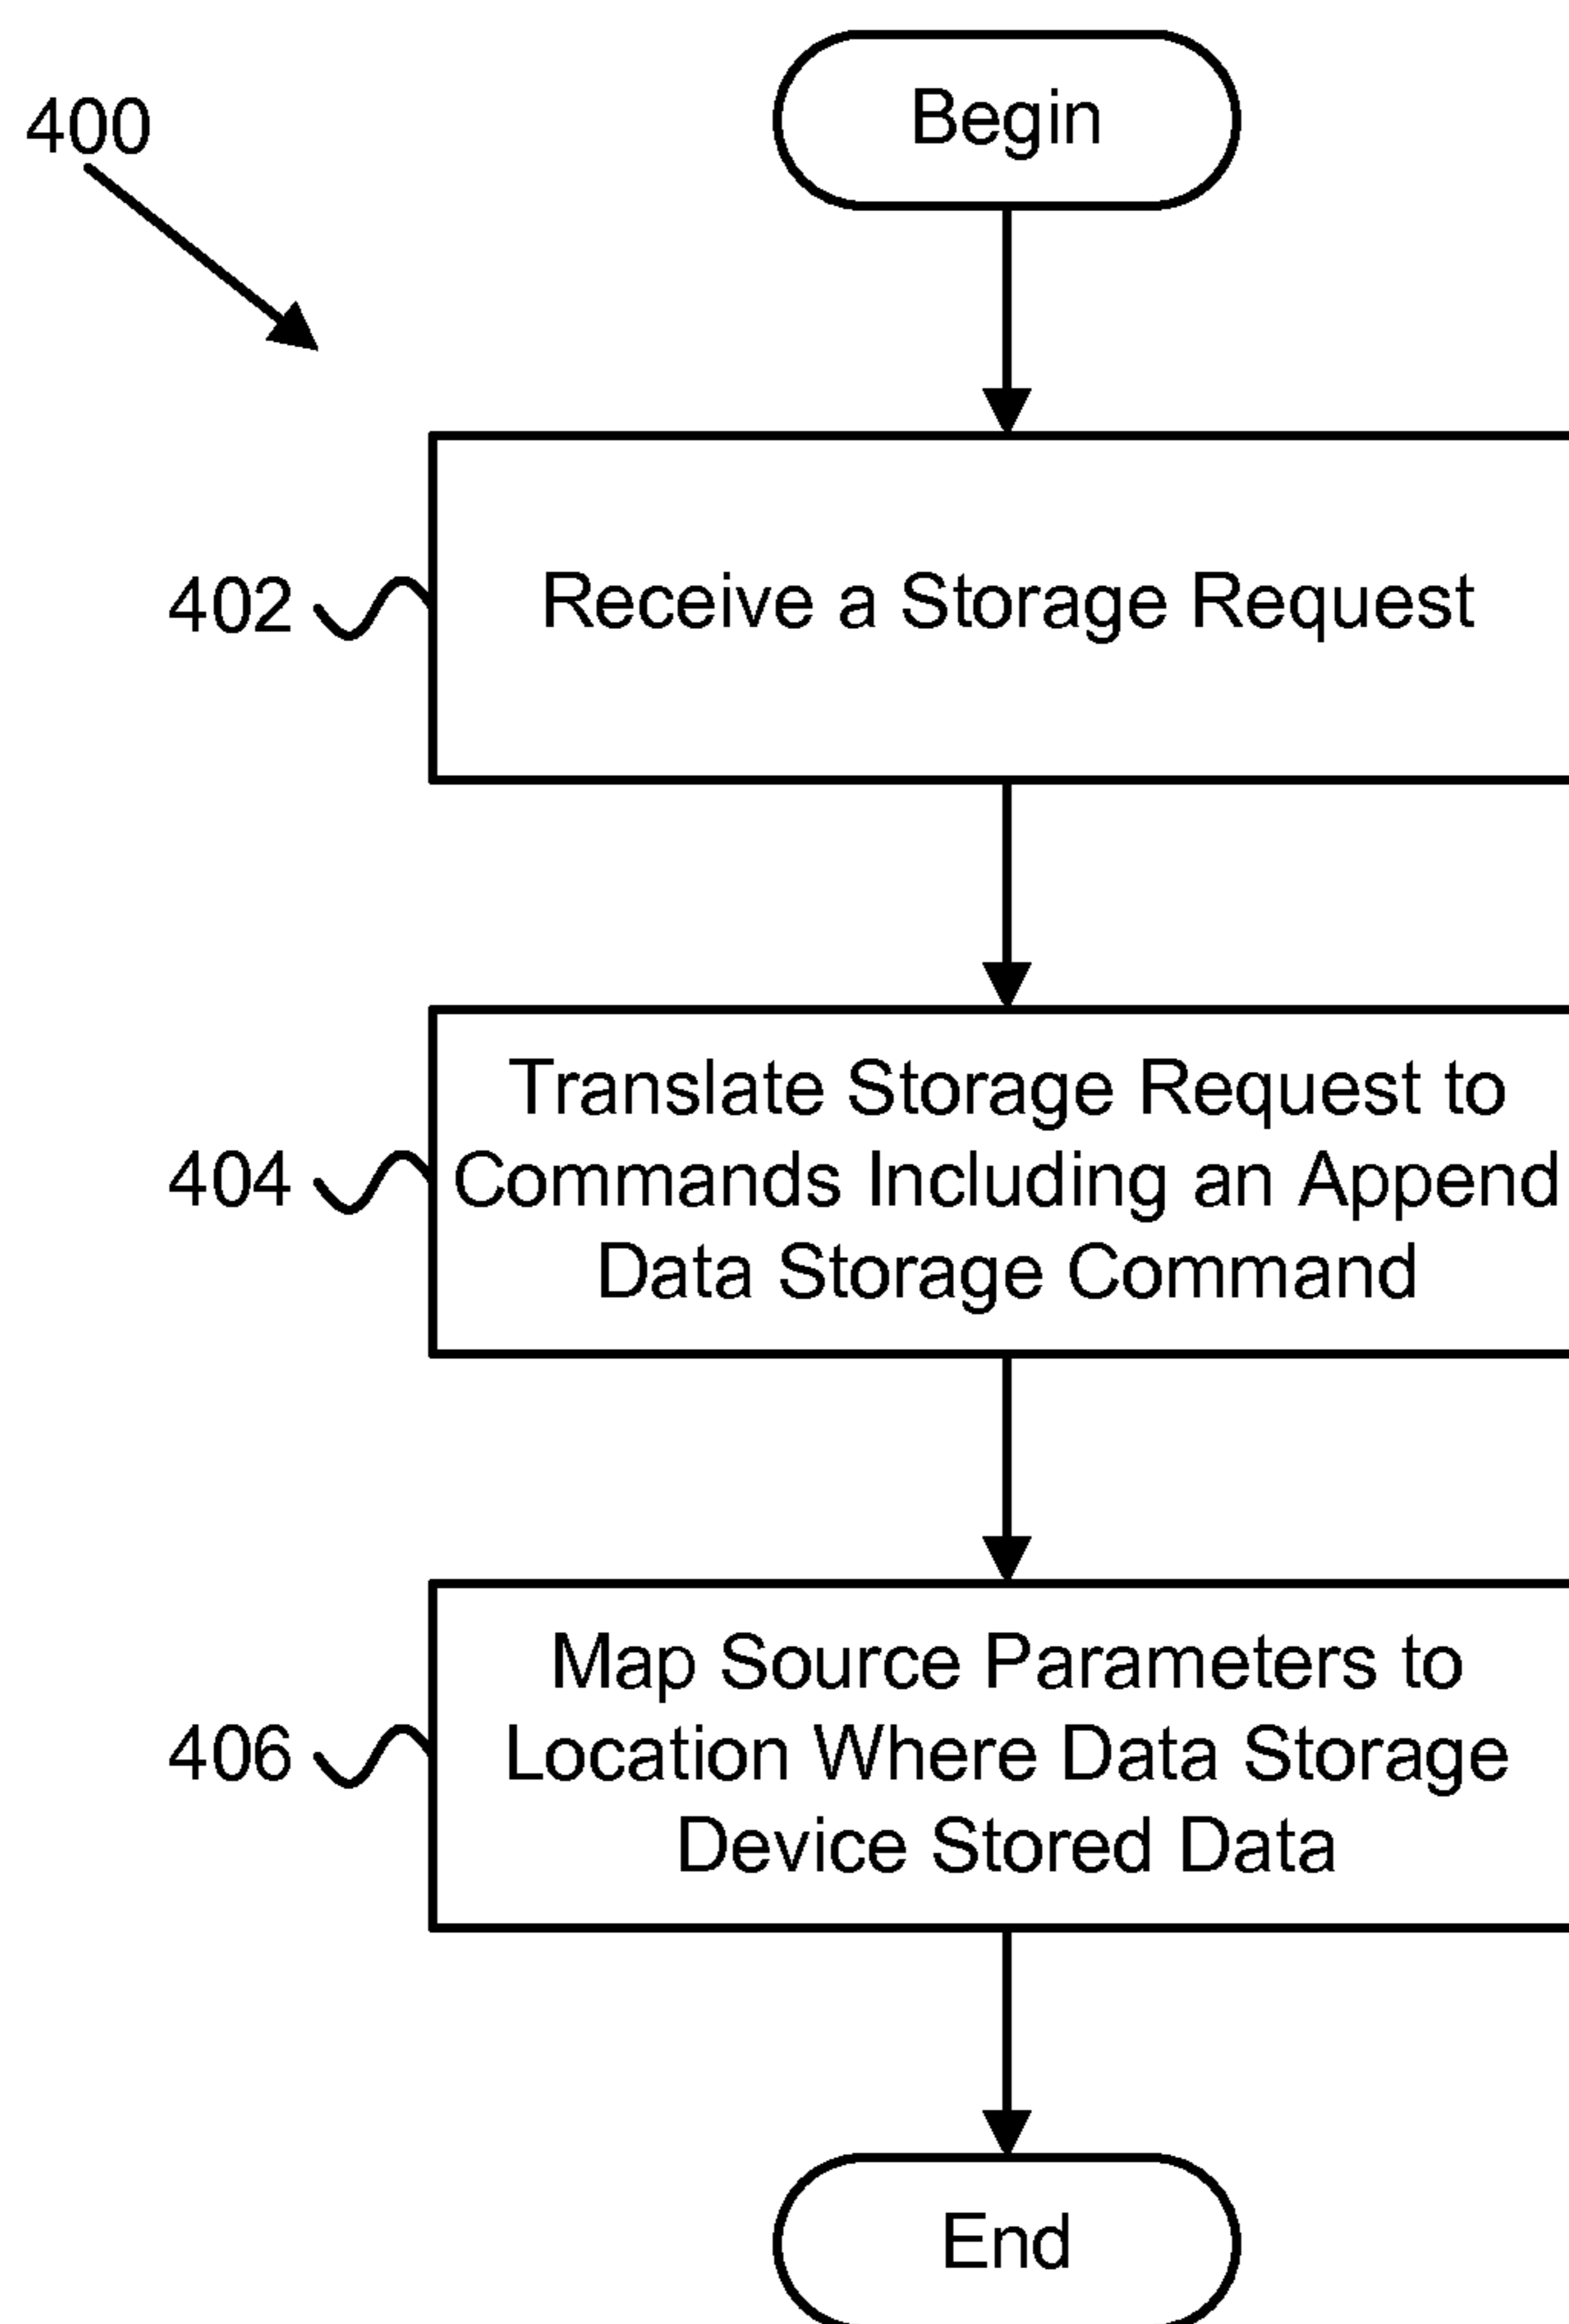 400
Begin
402
Receive a Storage Request
404
Translate Storage Request to
Commands Including an Append
Data Storage Command
406
Map Source Parameters to
Location Where Data Storage
Device Stored Data
End